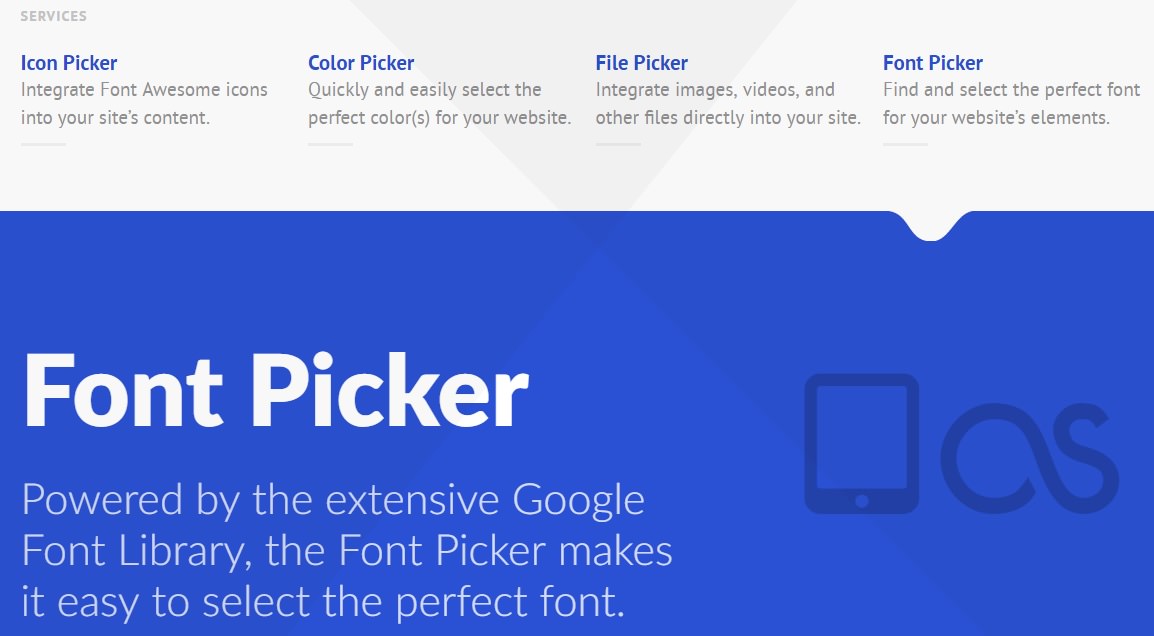 SERVICES
Icon Picker
Integrate Font Awesome icons
into your site’s content.
Color Picker
Quickly and easily select the
perfect color(s) for your website.
File Picker
Integrate images, videos, and
other files directly into your site.
Font Picker
Find and select the perfect font
for your website’s elements.
Font Picker
Powered by the extensive Google
Font Library, the Font Picker makes
it easy to select the perfect font.